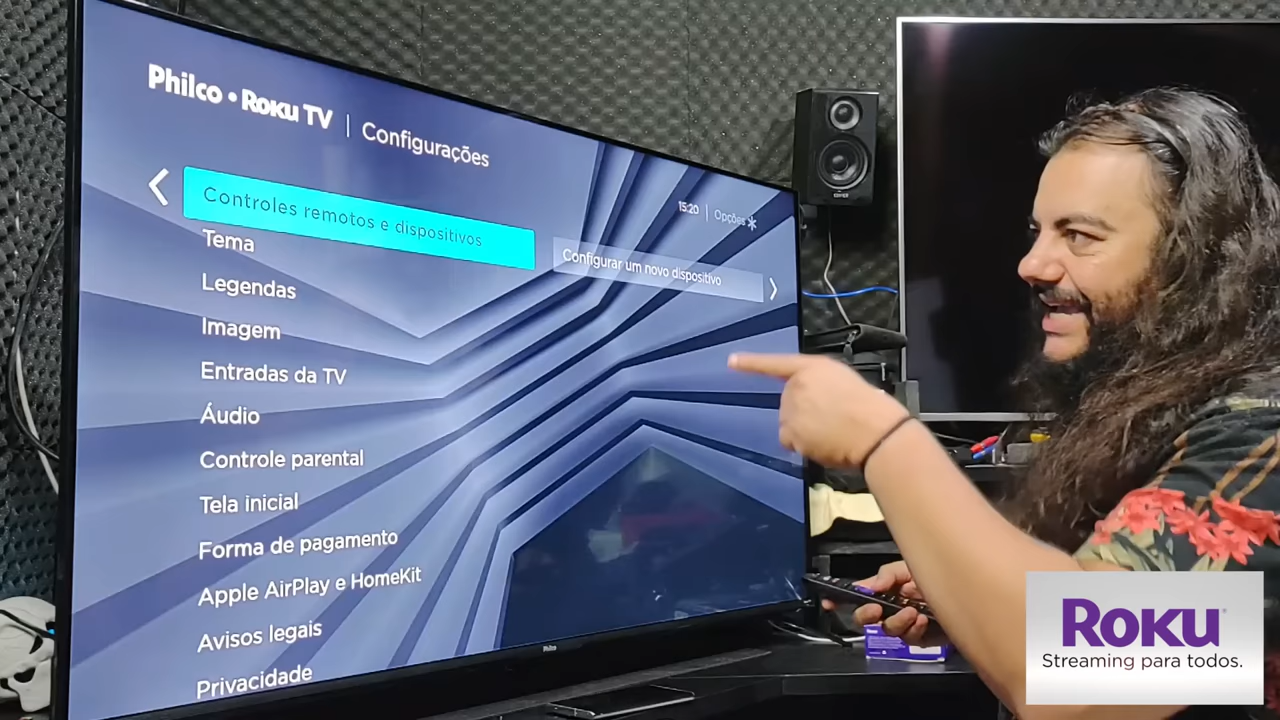 Philco • Roku TV | Configurações
15:20 | Opções *
Controles remotos e dispositivos
Configurar um novo dispositivo
Tema
Legendas
Imagem
Entradas da TV
Áudio
Controle parental
Tela inicial
Forma de pagamento
Apple AirPlay e HomeKit
Avisos legais
Privacidade
Philco
Roku
Streaming para todos.